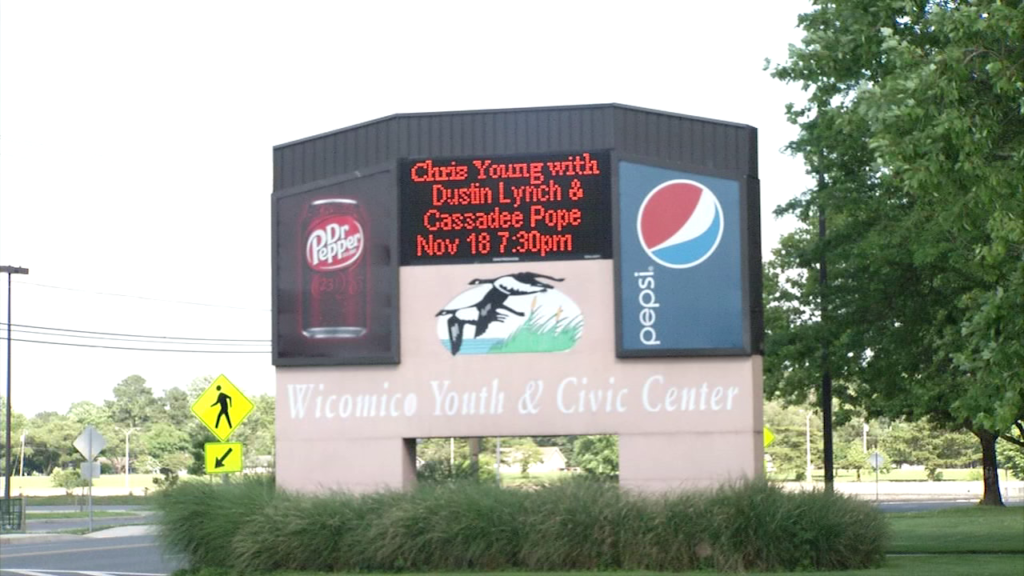 Chris Young with
Dustin Lynch &
Cassadee Pope
Nov 18 7:30pm
Dr
Pepper
pepsi
Wicomico Youth & Civic Center